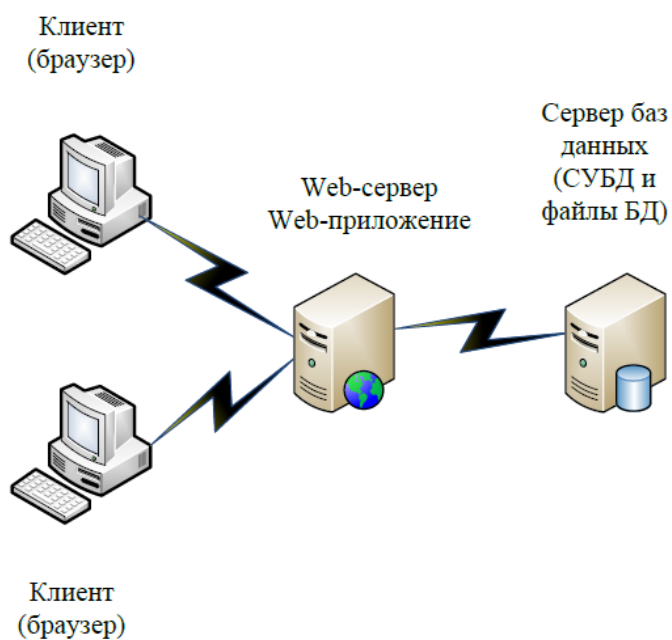 Клиент
(браузер)
Сервер баз
данных
(СУБД и
файлы БД)
Web-сервер
Web-приложение
Клиент
(браузер)